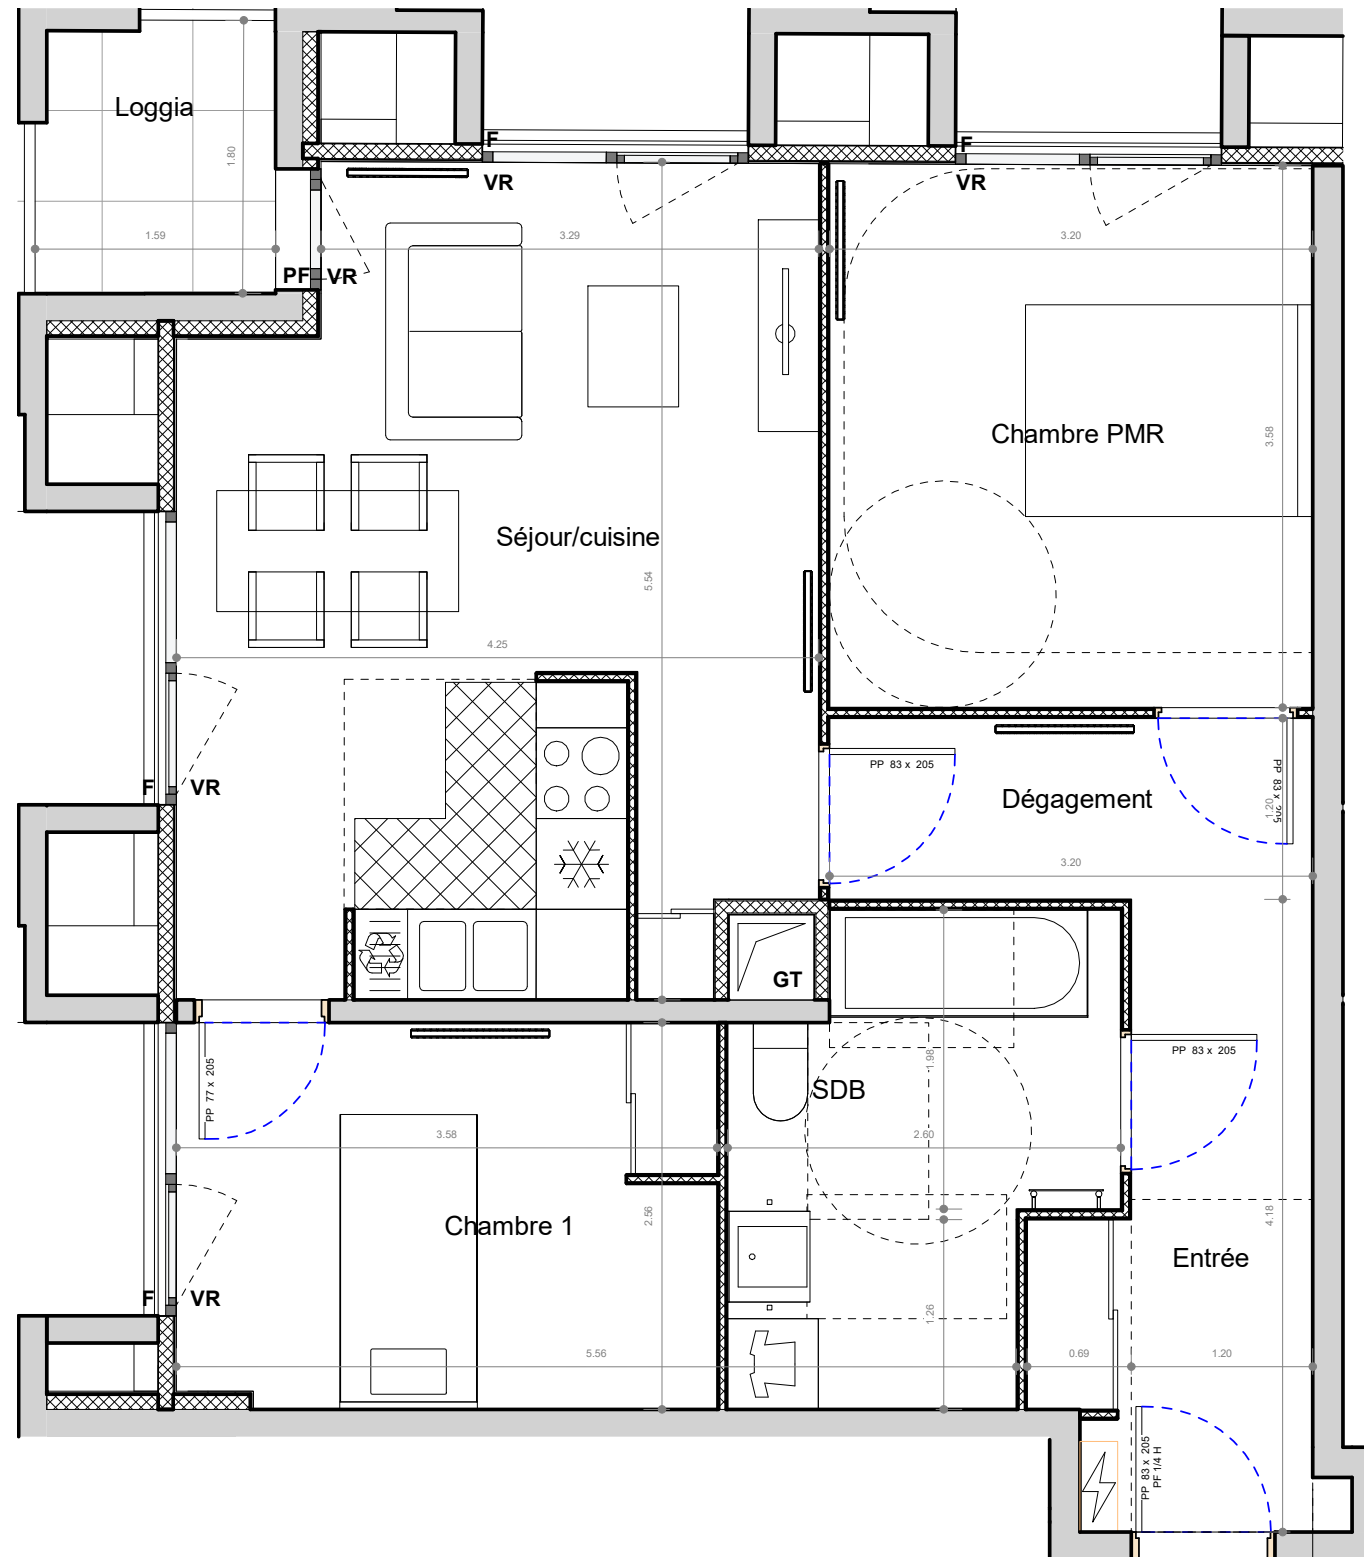 Loggia
1.80
1.59
PF
VR
F
VR
3.29
F
VR
3.20
Chambre PMR
3.58
Séjour/cuisine
5.54
4.25
F
VR
PP 83 x 205
Dégagement
PP 83 x 205
1.20
3.20
GT
PP 77 x 205
1.98
SDB
PP 83 x 205
3.58
2.60
Chambre 1
2.56
4.18
Entrée
F
VR
1.26
5.56
0.69
1.20
PP 83 x 205
PF 1/4 H